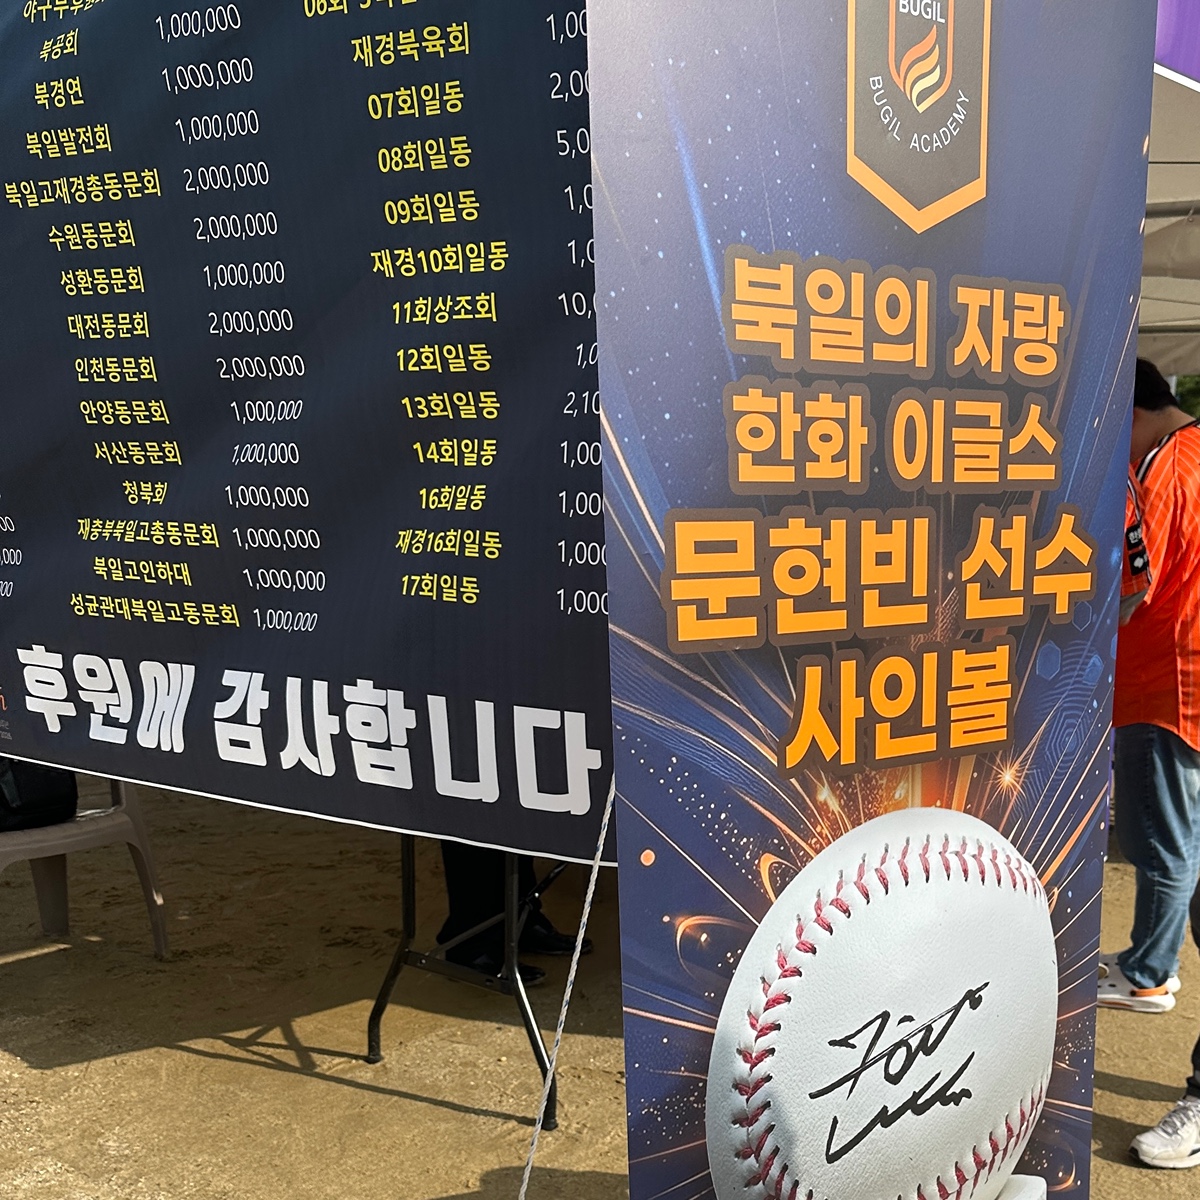 야구부후원회
북공회 1,000,000
북경연 1,000,000
북일발전회 1,000,000
북일고재경총동문회 2,000,000
수원동문회 2,000,000
성환동문회 1,000,000
대전동문회 2,000,000
인천동문회 2,000,000
안양동문회 1,000,000
서산동문회 1,000,000
청북회 1,000,000
재충북북일고총동문회 1,000,000
북일고인하대 1,000,000
성균관대북일고동문회 1,000,000
재경북육회
07회일동
08회일동
09회일동
재경10회일동
11회상조회
12회일동
13회일동
14회일동
16회일동
재경16회일동
17회일동
후원에 감사합니다
BUGIL
BUGIL ACADEMY
북일의 자랑
한화 이글스
문현빈 선수
사인볼